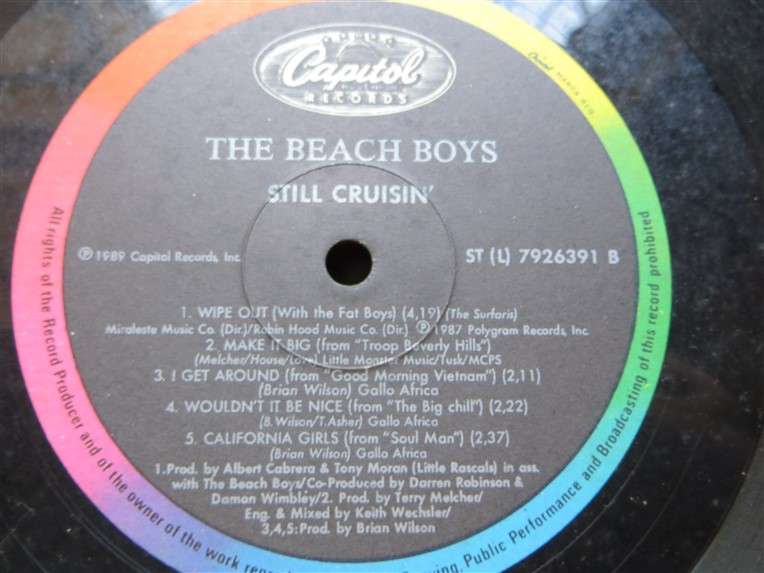 Capitol
RECORDS
Capitol MARCA REG.
THE BEACH BOYS
STILL CRUISIN'
℗ 1989 Capitol Records, Inc.
ST (L) 7926391 B
1. WIPE OUT (With the Fat Boys) (4,19) (The Surfaris)
Miraleste Music Co. (Dir.)/Robin Hood Music Co. (Dir.) ℗ 1987 Polygram Records, Inc.
2. MAKE IT BIG (from "Troop Beverly Hills")
(Melcher/House/Love) Little Monster Music/Tusk/MCPS
3. I GET AROUND (from "Good Morning Vietnam") (2,11)
(Brian Wilson) Gallo Africa
4. WOULDN'T IT BE NICE (from "The Big chill") (2,22)
(B.Wilson/T.Asher) Gallo Africa
5. CALIFORNIA GIRLS (from "Soul Man") (2,37)
(Brian Wilson) Gallo Africa
1.Prod. by Albert Cabrera & Tony Moran (Little Rascals) in ass.
with The Beach Boys/Co-Produced by Darren Robinson &
Damon Wimbley/2. Prod. by Terry Melcher/
Eng. & Mixed by Keith Wechsler/
3,4,5:Prod. by Brian Wilson
All rights of the Record Producer and of the owner of the work
Public Performance and Broadcasting of this record prohibited